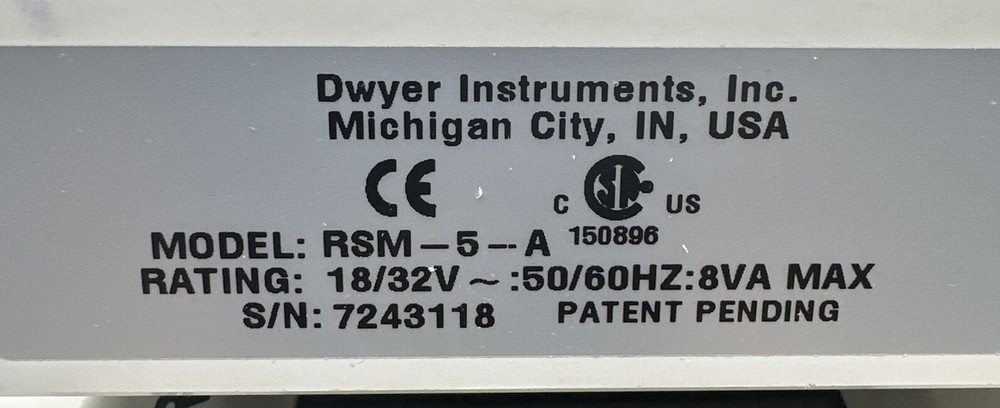 Dwyer Instruments, Inc.
Michigan City, IN, USA
CE C SA US
150896
MODEL: RSM-5-A
RATING: 18/32V ~ :50/60HZ:8VA MAX
S/N: 7243118 PATENT PENDING